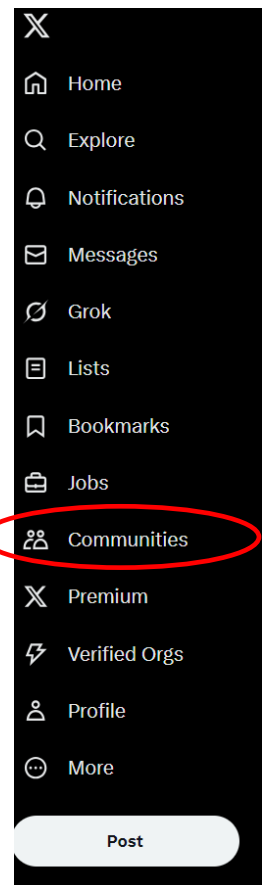 Home
Explore
Notifications
Messages
Grok
Lists
Bookmarks
Jobs
Communities
Premium
Verified Orgs
Profile
More
Post